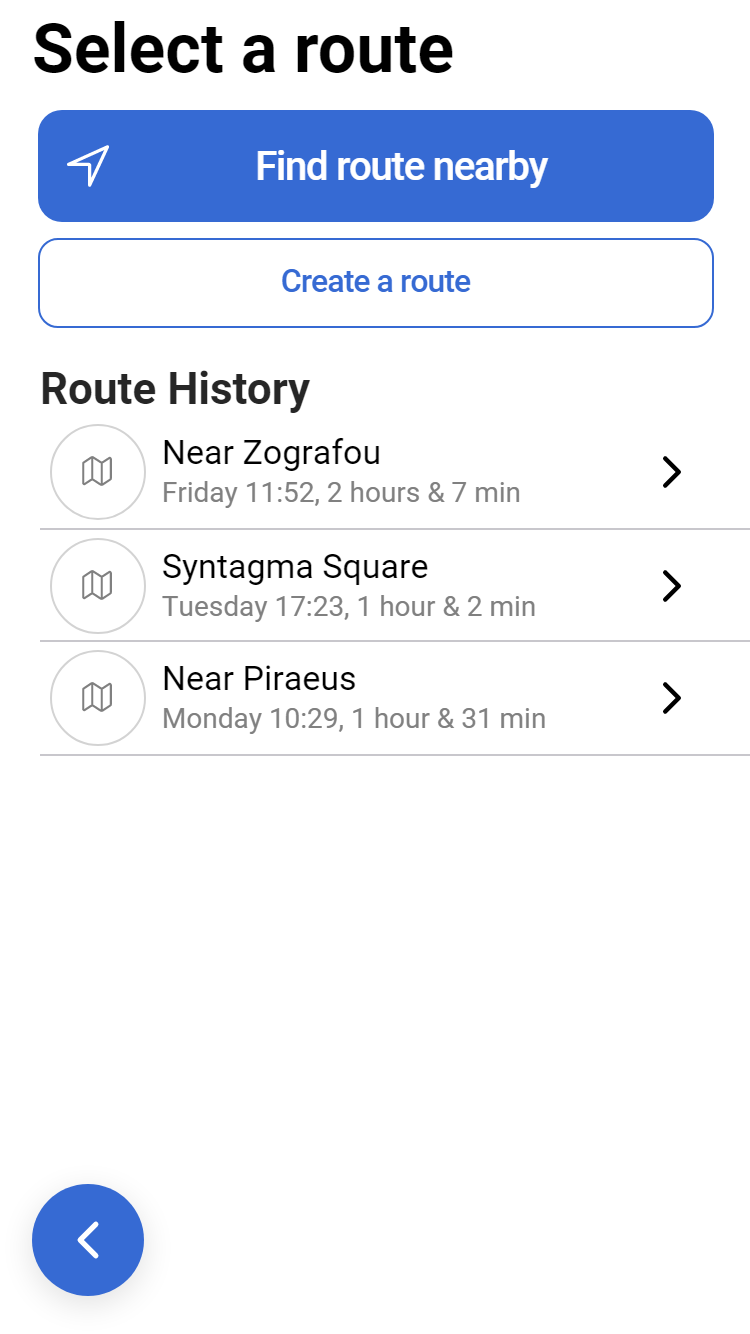 Select a route
Find route nearby
Create a route
Route History
Near Zografou
Friday 11:52, 2 hours & 7 min
Syntagma Square
Tuesday 17:23, 1 hour & 2 min
Near Piraeus
Monday 10:29, 1 hour & 31 min